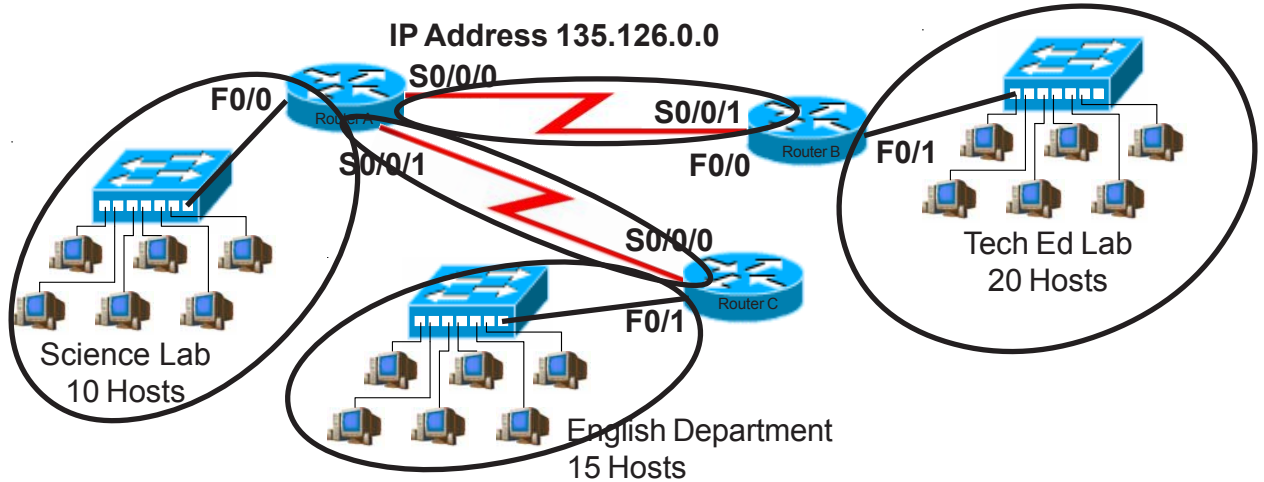 IP Address 135.126.0.0
S0/0/0
F0/0
Router A
S0/0/1
S0/0/1
Router B
F0/0
F0/1
S0/0/0
Router C
F0/1
Tech Ed Lab
20 Hosts
Science Lab
10 Hosts
English Department
15 Hosts